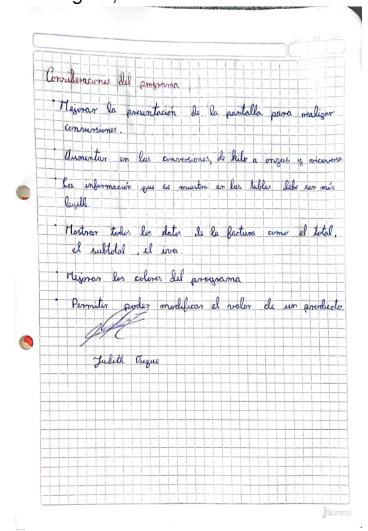 Consideraciones del programa
· Mejorar la presentación de la pantalla para realizar
conversiones.
· Aumentar en las conversiones, de kilo a onzas y viceversa
· La información que se muestra en las tablas debe ser más
legible
· Mostrar todos los datos de la factura como el total,
el subtotal, el iva.
· Mejorar los colores del programa
· Permitir poder modificar el valor de un producto.
Judith Duque
Norma